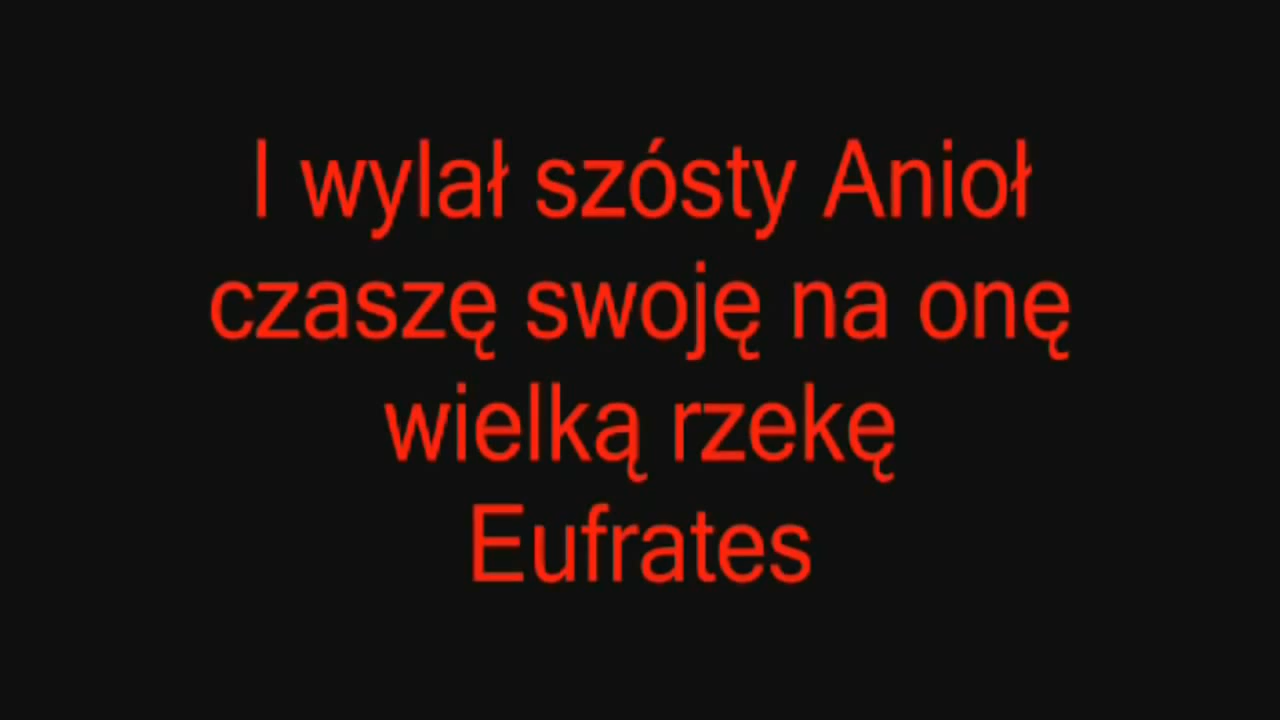 I wylał szósty Anioł
czaszę swoję na onę
wielką rzekę
Eufrates